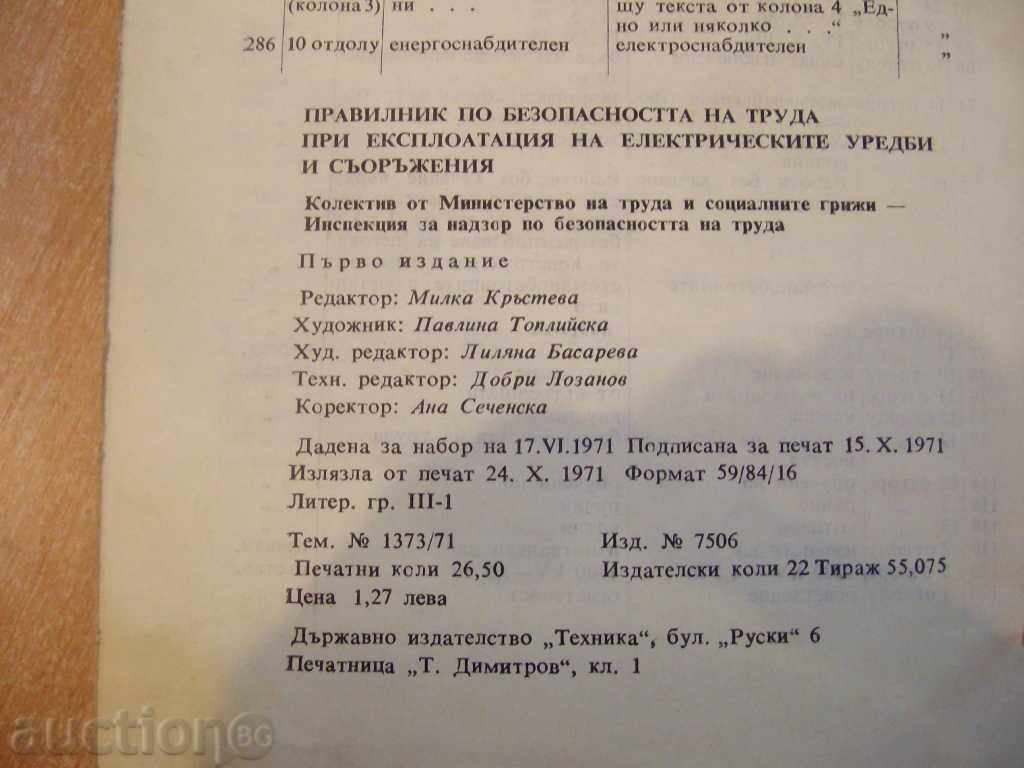 (колона 3) ни . . . щу текста от колона 4 „Ед-
но или няколко . . .“ „
286 10 отдолу енергоснабдителен електроснабдителен „
ПРАВИЛНИК ПО БЕЗОПАСНОСТТА НА ТРУДА
ПРИ ЕКСПЛОАТАЦИЯ НА ЕЛЕКТРИЧЕСКИТЕ УРЕДБИ
И СЪОРЪЖЕНИЯ
Колектив от Министерство на труда и социалните грижи —
Инспекция за надзор по безопасността на труда
Първо издание
Редактор: Милка Кръстева
Художник: Павлина Топлийска
Худ. редактор: Лиляна Басарева
Техн. редактор: Добри Лозанов
Коректор: Ана Сеченска
Дадена за набор на 17.VI.1971 Подписана за печат 15. X. 1971
Излязла от печат 24. X. 1971 Формат 59/84/16
Литер. гр. III-1
Тем. № 1373/71 Изд. № 7506
Печатни коли 26,50 Издателски коли 22 Тираж 55,075
Цена 1,27 лева
Държавно издателство „Техника“, бул. „Руски“ 6
Печатница „Т. Димитров“, кл. 1
auctionBG